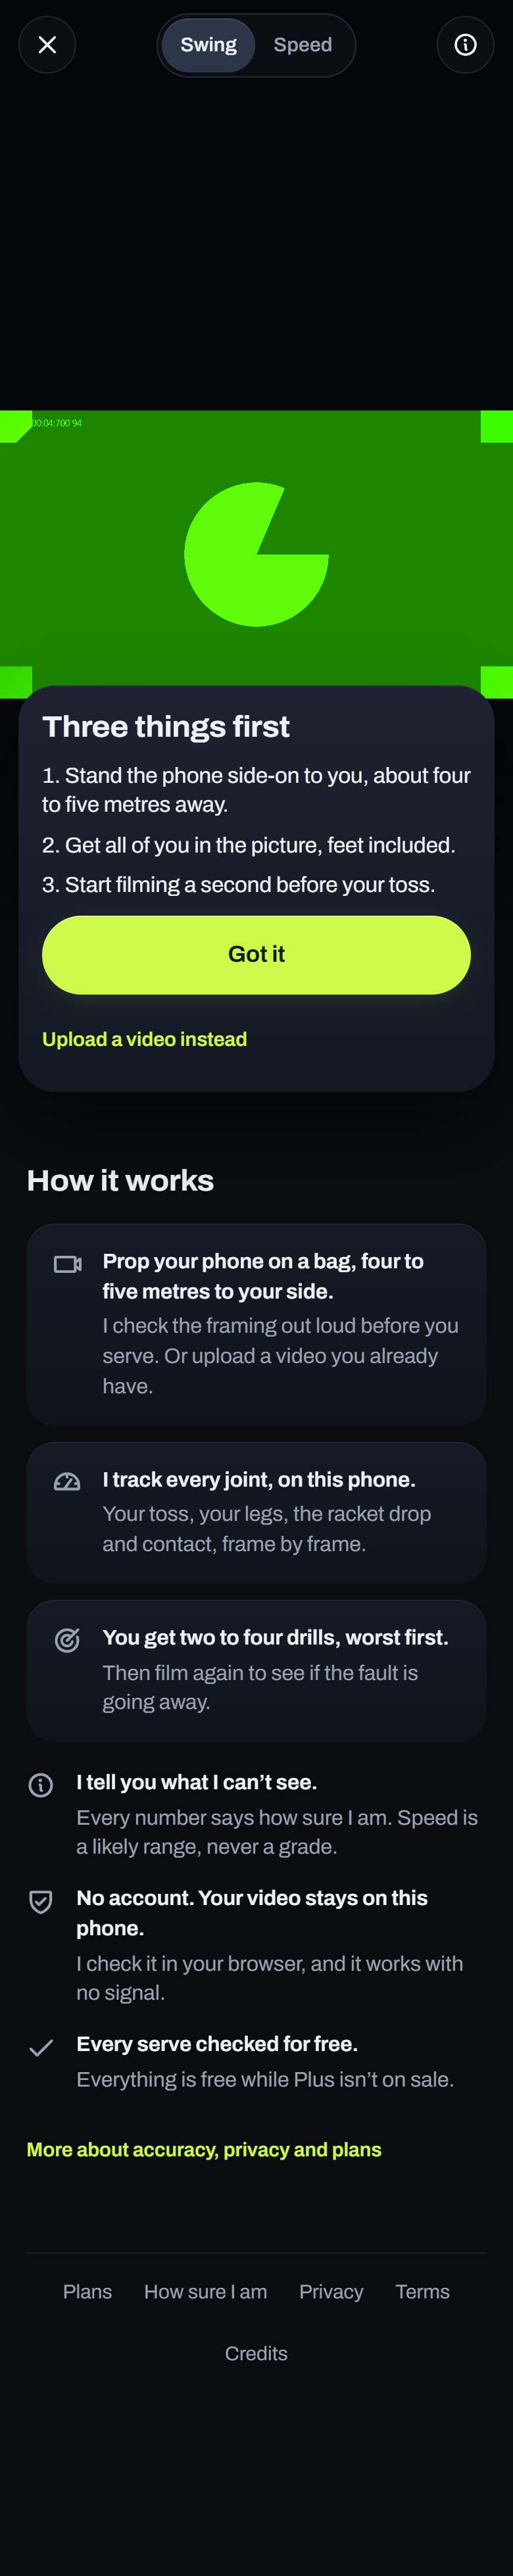 Swing Speed
00:04:700 94
Three things first
1. Stand the phone side-on to you, about four
to five metres away.
2. Get all of you in the picture, feet included.
3. Start filming a second before your toss.
Got it
Upload a video instead
How it works
Prop your phone on a bag, four to
five metres to your side.
I check the framing out loud before you
serve. Or upload a video you already
have.
I track every joint, on this phone.
Your toss, your legs, the racket drop
and contact, frame by frame.
You get two to four drills, worst first.
Then film again to see if the fault is
going away.
I tell you what I can’t see.
Every number says how sure I am. Speed is
a likely range, never a grade.
No account. Your video stays on this
phone.
I check it in your browser, and it works with
no signal.
Every serve checked for free.
Everything is free while Plus isn’t on sale.
More about accuracy, privacy and plans
Plans How sure I am Privacy Terms
Credits